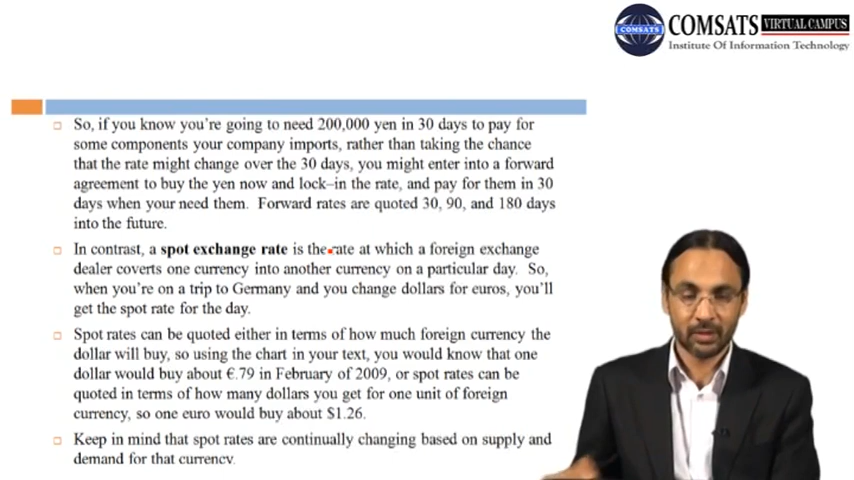 COMSATS VIRTUAL CAMPUS
COMSATS
Institute Of Information Technology
So, if you know you're going to need 200,000 yen in 30 days to pay for
some components your company imports, rather than taking the chance
that the rate might change over the 30 days, you might enter into a forward
agreement to buy the yen now and lock–in the rate, and pay for them in 30
days when your need them. Forward rates are quoted 30, 90, and 180 days
into the future.
In contrast, a spot exchange rate is the rate at which a foreign exchange
dealer coverts one currency into another currency on a particular day. So,
when you're on a trip to Germany and you change dollars for euros, you'll
get the spot rate for the day.
Spot rates can be quoted either in terms of how much foreign currency the
dollar will buy, so using the chart in your text, you would know that one
dollar would buy about €.79 in February of 2009, or spot rates can be
quoted in terms of how many dollars you get for one unit of foreign
currency, so one euro would buy about $1.26.
Keep in mind that spot rates are continually changing based on supply and
demand for that currency.